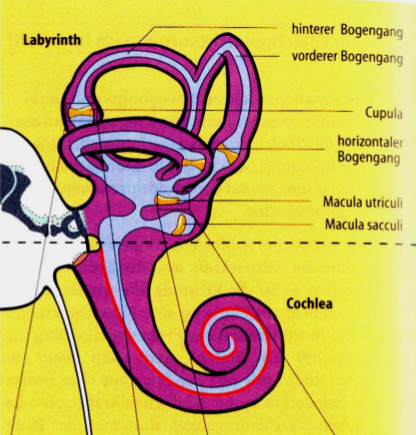 Labyrinth
hinterer Bogengang
vorderer Bogengang
Cupula
horizontaler
Bogengang
Macula utriculi
Macula sacculi
Cochlea